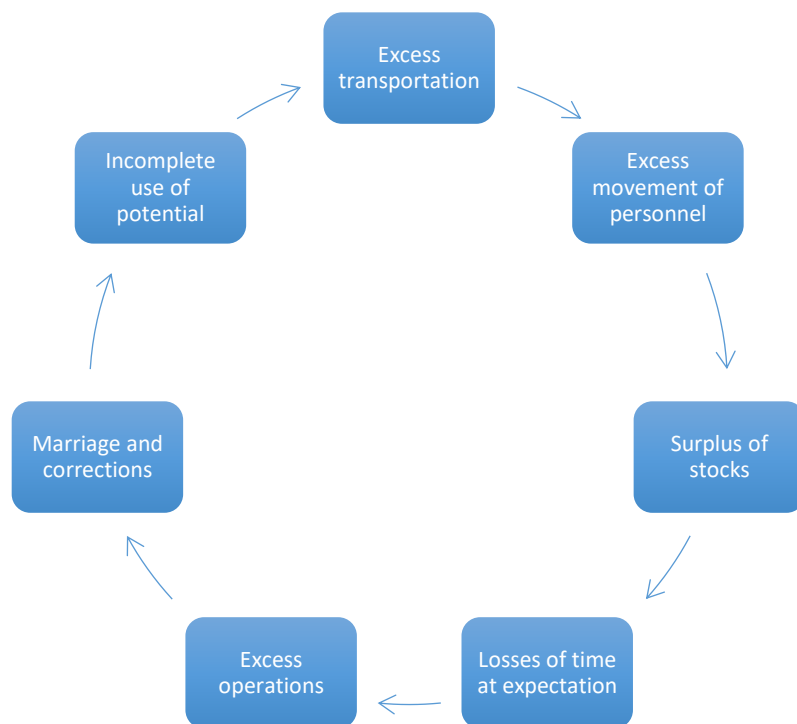 Excess
transportation
Excess
movement of
personnel
Surplus of
stocks
Losses of time
at expectation
Excess
operations
Marriage and
corrections
Incomplete
use of
potential